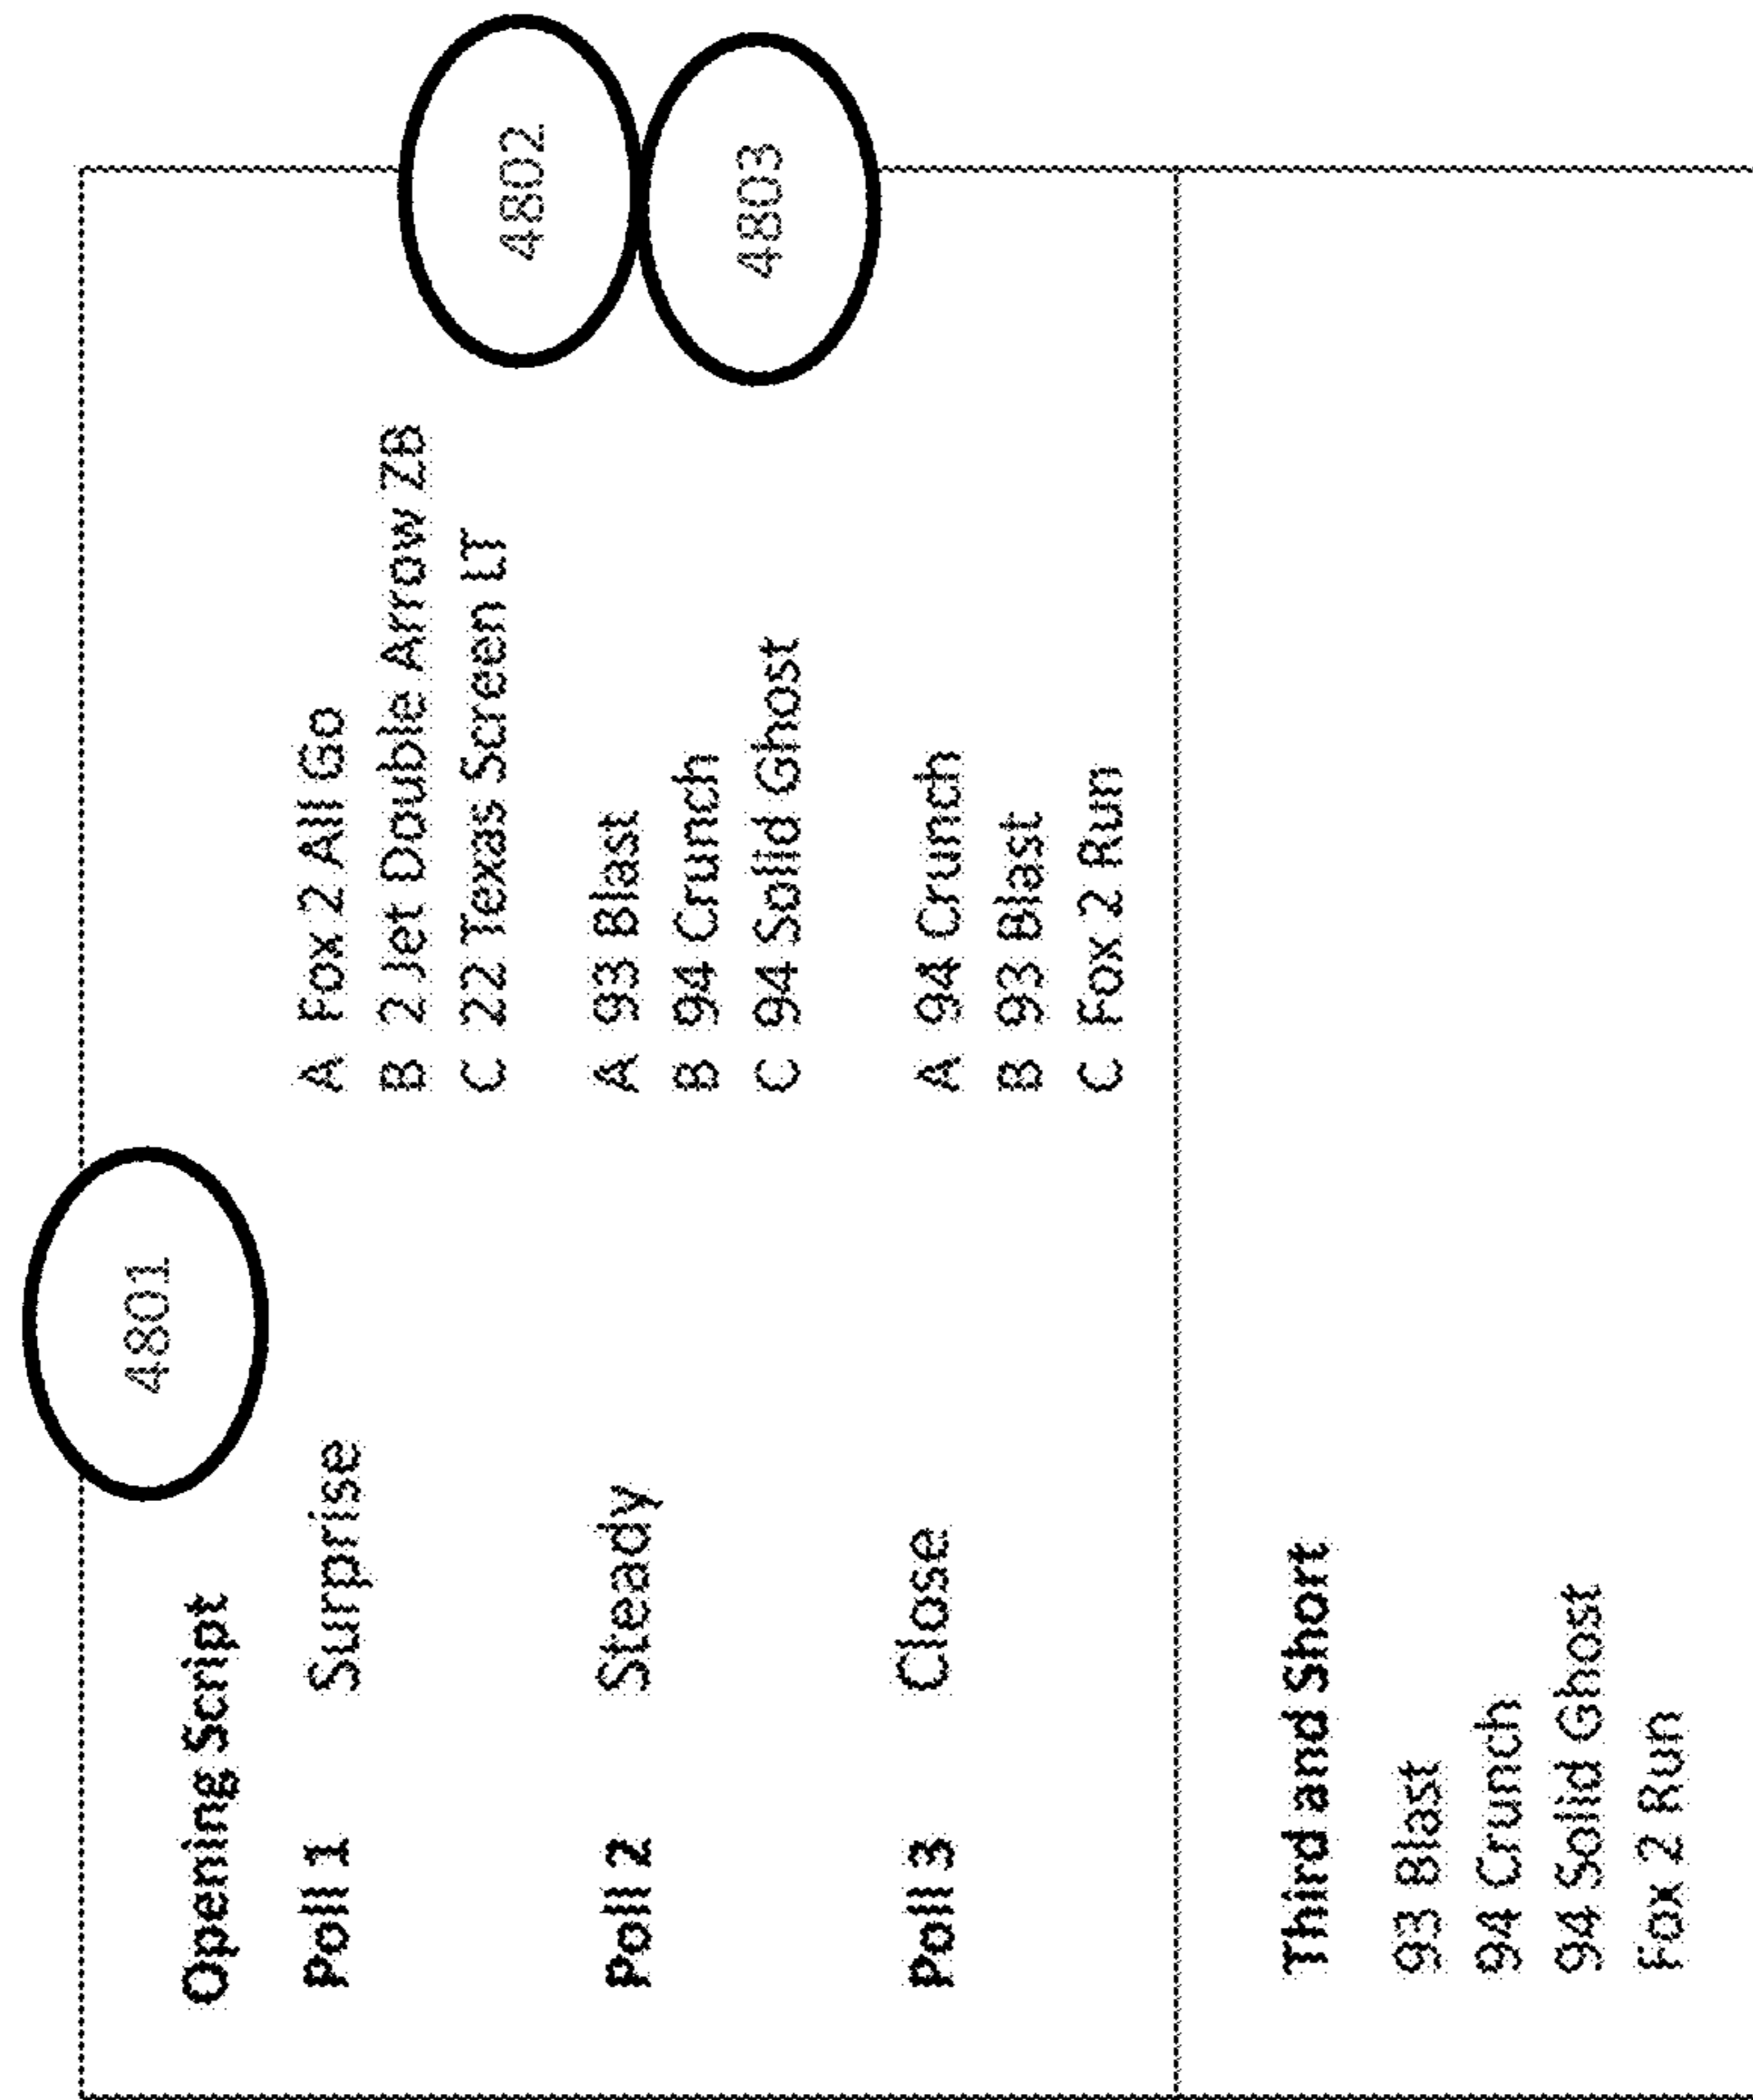 4801
Opening Script
Poll 1 Surprise A Fox 2 All Go
B 2 Jet Double Arrow ZB
4802
C 22 Texas Screen LT
Poll 2 Steady A 93 Blast
B 94 Crunch
4803
C 94 Solid Ghost
Poll 3 Close A 94 Crunch
B 93 Blast
C Fox 2 Run
Third and Short
93 Blast
94 Crunch
94 Solid Ghost
Fox 2 Run